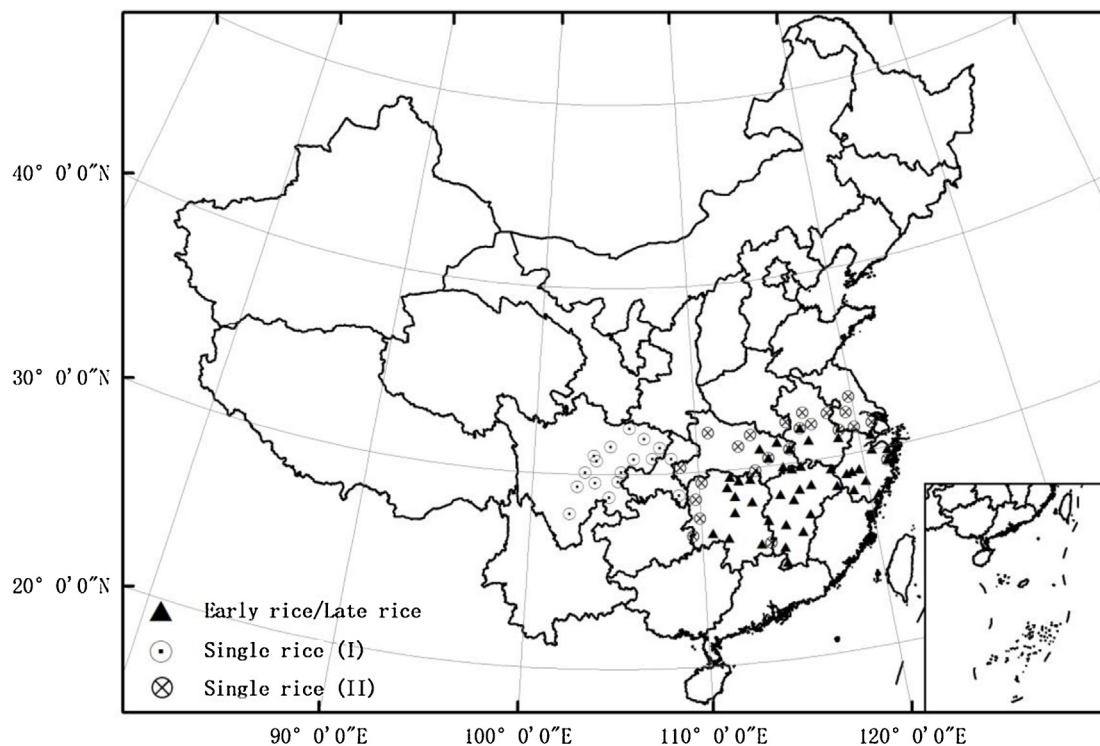 40° 0'0"N
30° 0'0"N
20° 0'0"N
Early rice/Late rice
Single rice (I)
Single rice (II)
90° 0'0"E
100° 0'0"E
110° 0'0"E
120° 0'0"E